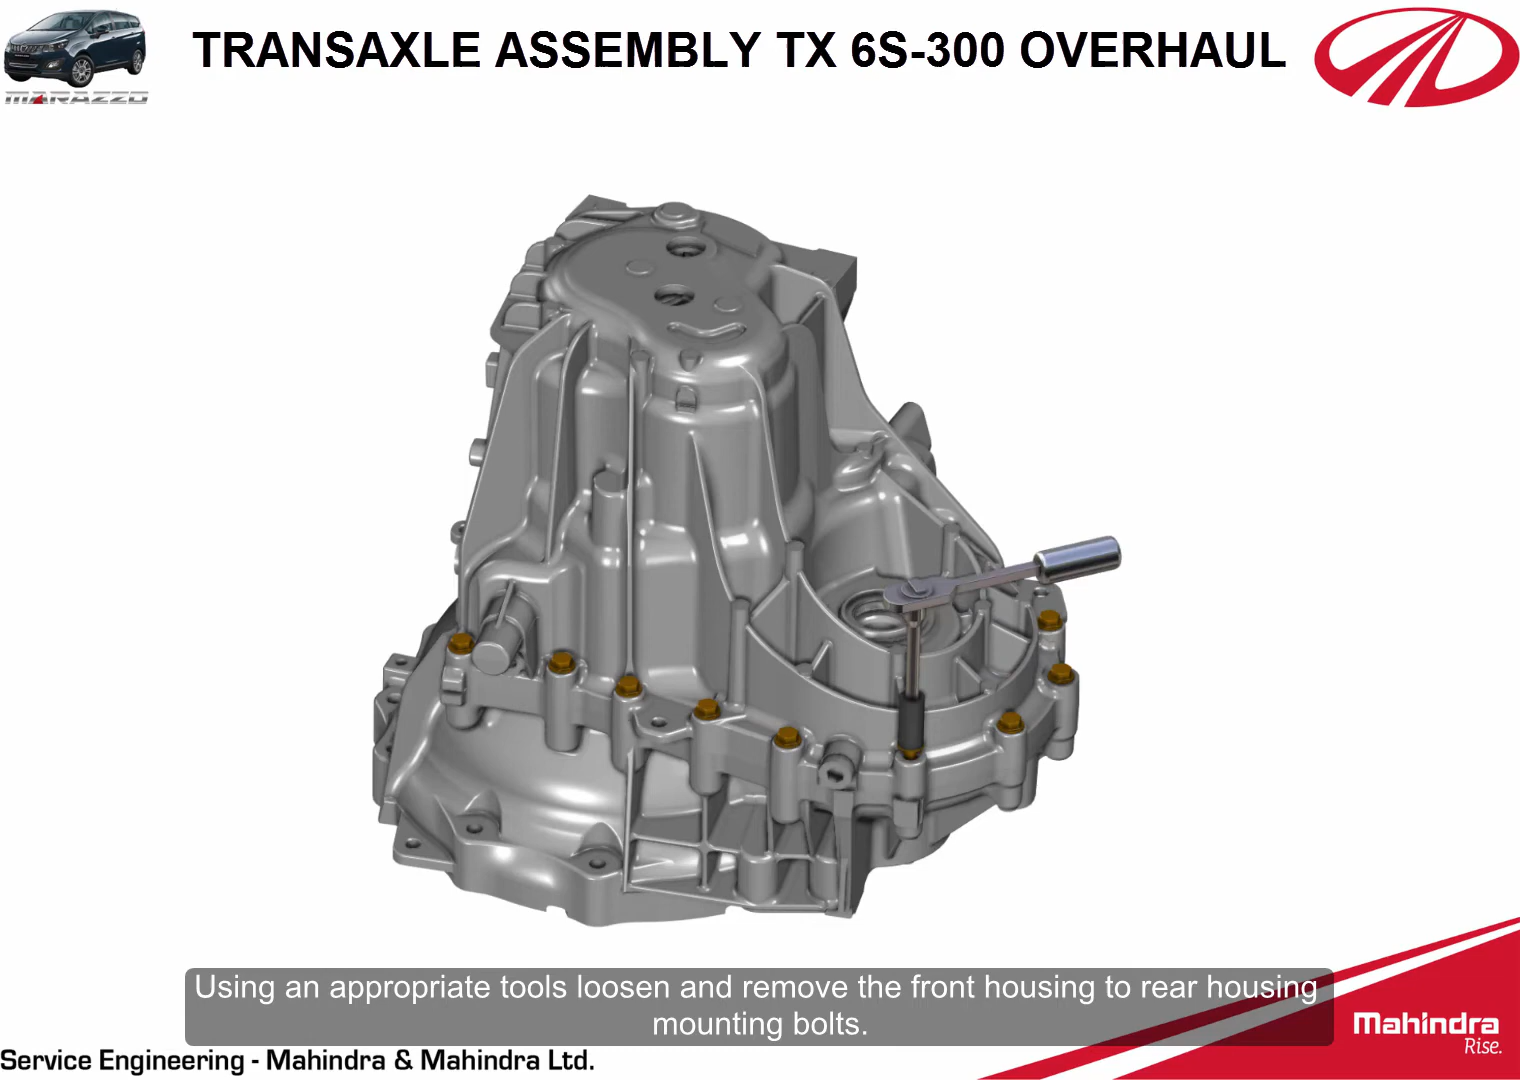 TRANSAXLE ASSEMBLY TX 6S-300 OVERHAUL
MARAZZO
Using an appropriate tools loosen and remove the front housing to rear housing
mounting bolts.
Mahindra
Rise.
Service Engineering - Mahindra & Mahindra Ltd.